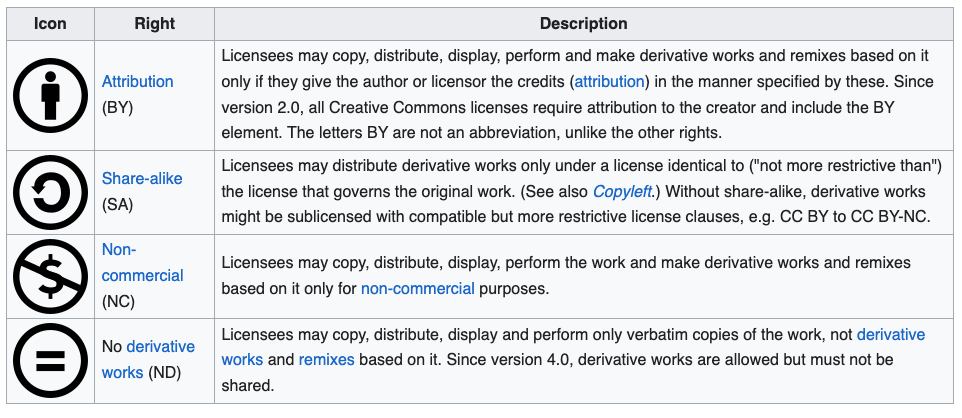 Icon Right Description
Attribution
(BY)
Licensees may copy, distribute, display, perform and make derivative works and remixes based on it
only if they give the author or licensor the credits (attribution) in the manner specified by these. Since
version 2.0, all Creative Commons licenses require attribution to the creator and include the BY
element. The letters BY are not an abbreviation, unlike the other rights.
Share-alike
(SA)
Licensees may distribute derivative works only under a license identical to ("not more restrictive than")
the license that governs the original work. (See also Copyleft.) Without share-alike, derivative works
might be sublicensed with compatible but more restrictive license clauses, e.g. CC BY to CC BY-NC.
$
Non-
commercial
(NC)
Licensees may copy, distribute, display, perform the work and make derivative works and remixes
based on it only for non-commercial purposes.
=
No derivative
works (ND)
Licensees may copy, distribute, display and perform only verbatim copies of the work, not derivative
works and remixes based on it. Since version 4.0, derivative works are allowed but must not be
shared.